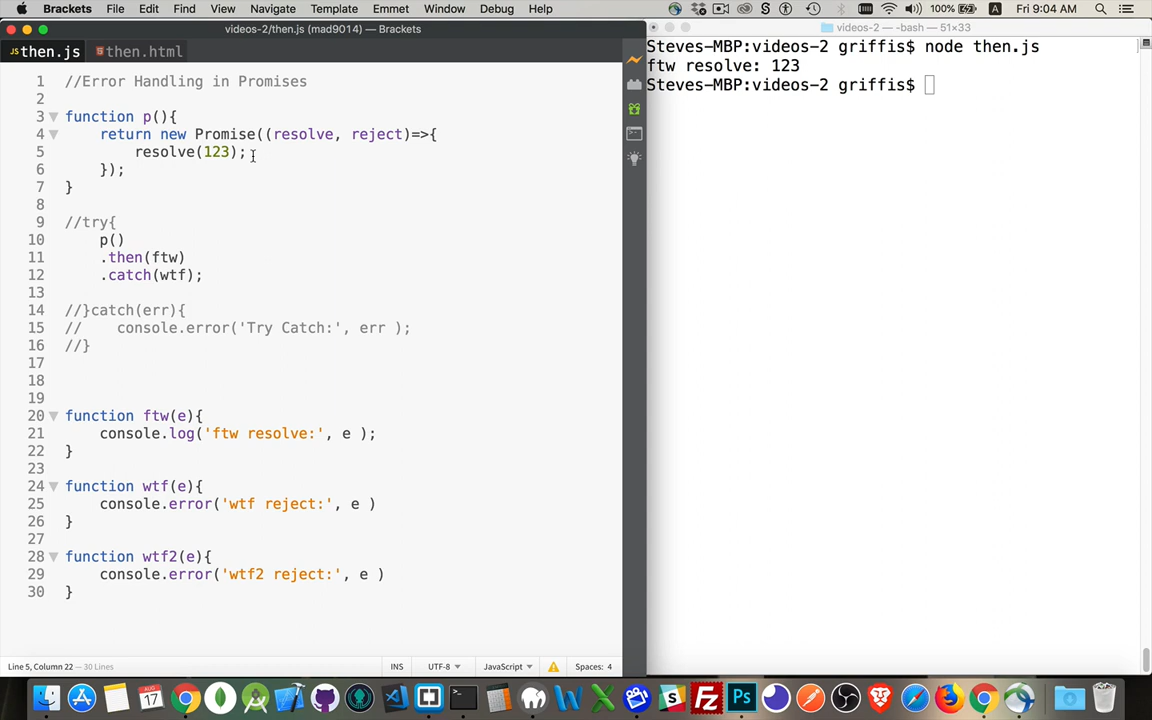 Brackets File Edit Find View Navigate Template Emmet Window Debug Help 100% A Fri 9:04 AM
videos-2/then.js (mad9014) — Brackets
videos-2 — -bash — 51×33
JS then.js then.html
1 //Error Handling in Promises
2
3 function p(){
4 return new Promise((resolve, reject)=>{
5 resolve(123);
6 });
7 }
8
9 //try{
10 p()
11 .then(ftw)
12 .catch(wtf);
13
14 //}catch(err){
15 // console.error('Try Catch:', err );
16 //}
17
18
19
20 function ftw(e){
21 console.log('ftw resolve:', e );
22 }
23
24 function wtf(e){
25 console.error('wtf reject:', e )
26 }
27
28 function wtf2(e){
29 console.error('wtf2 reject:', e )
30 }
Steves-MBP:videos-2 griffis$ node then.js
ftw resolve: 123
Steves-MBP:videos-2 griffis$
Line 5, Column 22 — 30 Lines INS UTF-8 JavaScript Spaces: 4
AUG
17